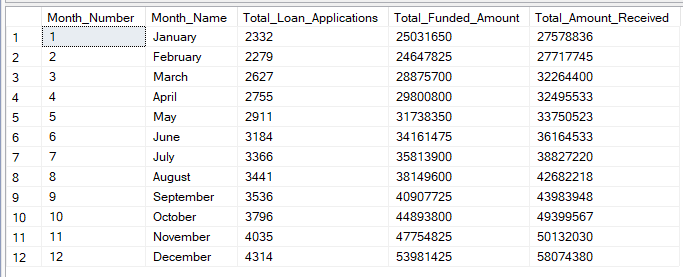 Month_Number Month_Name Total_Loan_Applications Total_Funded_Amount Total_Amount_Received
1 1 January 2332 25031650 27578836
2 2 February 2279 24647825 27717745
3 3 March 2627 28875700 32264400
4 4 April 2755 29800800 32495533
5 5 May 2911 31738350 33750523
6 6 June 3184 34161475 36164533
7 7 July 3366 35813900 38827220
8 8 August 3441 38149600 42682218
9 9 September 3536 40907725 43983948
10 10 October 3796 44893800 49399567
11 11 November 4035 47754825 50132030
12 12 December 4314 53981425 58074380